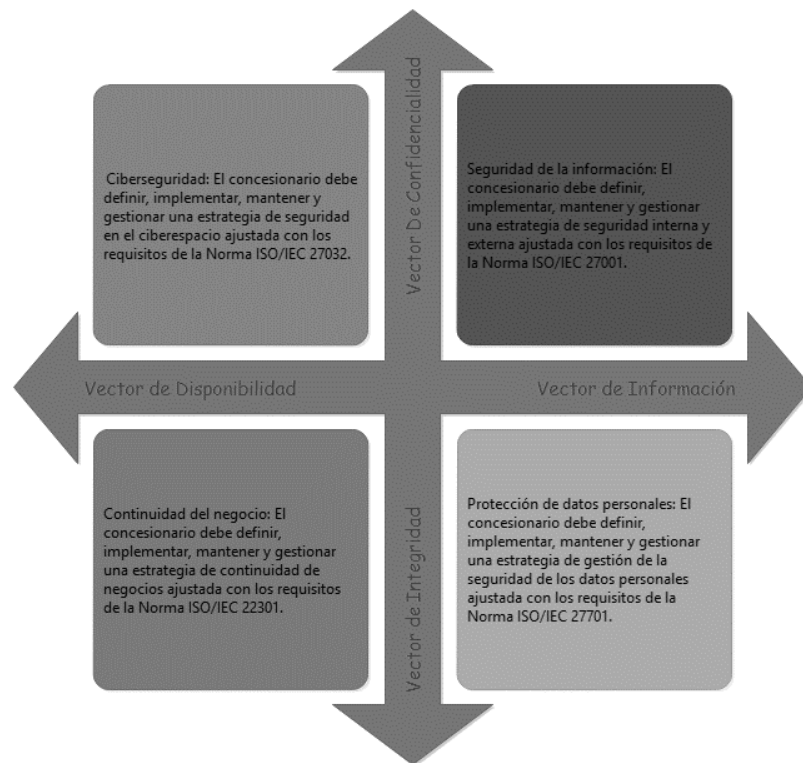 Vector De Confidencialidad
Ciberseguridad: El concesionario debe
definir, implementar, mantener y
gestionar una estrategia de seguridad
en el ciberespacio ajustada con los
requisitos de la Norma ISO/IEC 27032.
Seguridad de la información: El
concesionario debe definir,
implementar, mantener y gestionar
una estrategia de seguridad interna y
externa ajustada con los requisitos de
la Norma ISO/IEC 27001.
Vector de Disponibilidad
Vector de Información
Continuidad del negocio: El
concesionario debe definir,
implementar, mantener y gestionar
una estrategia de continuidad de
negocios ajustada con los requisitos
de la Norma ISO/IEC 22301.
Vector de Integridad
Protección de datos personales: El
concesionario debe definir,
implementar, mantener y gestionar
una estrategia de gestión de la
seguridad de los datos personales
ajustada con los requisitos de la
Norma ISO/IEC 27701.